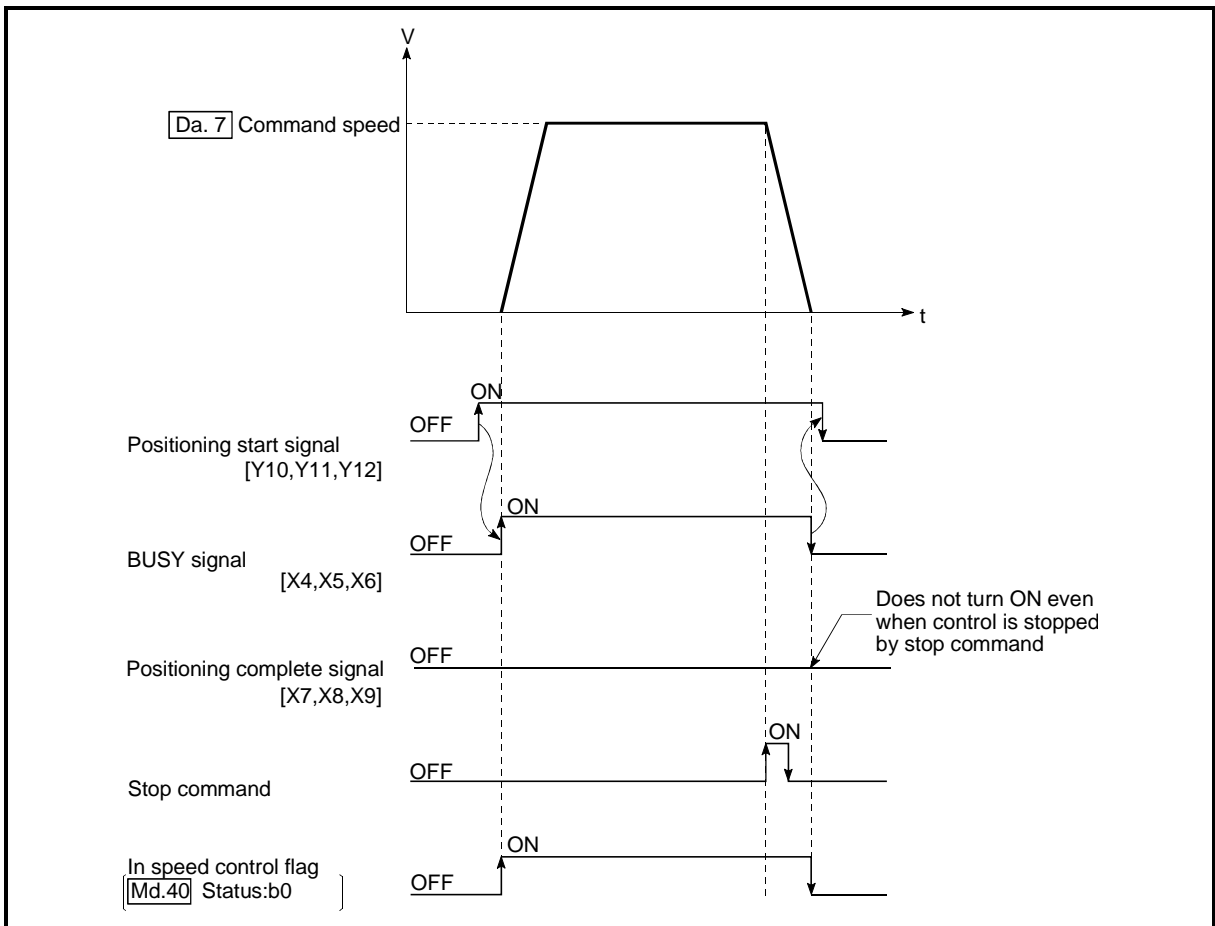 V
Da. 7 Command speed
t
ON
OFF
Positioning start signal
[Y10,Y11,Y12]
ON
OFF
BUSY signal
[X4,X5,X6]
Does not turn ON even
when control is stopped
by stop command
OFF
Positioning complete signal
[X7,X8,X9]
ON
OFF
Stop command
ON
In speed control flag
OFF
Md.40 Status:b0